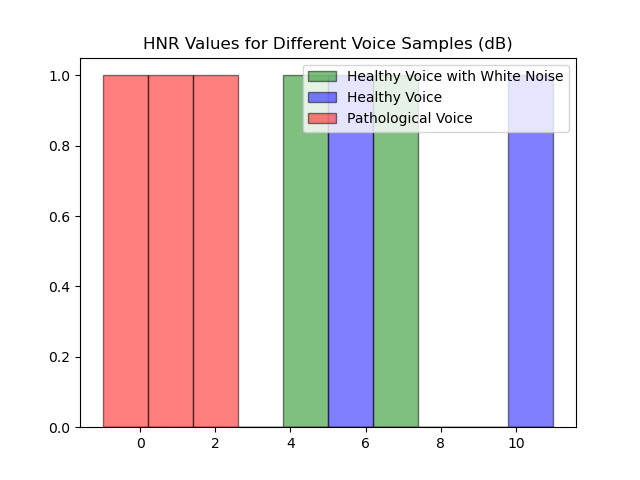 HNR Values for Different Voice Samples (dB)
Healthy Voice with White Noise
Healthy Voice
Pathological Voice
1.0
0.8
0.6
0.4
0.2
0.0
0 2 4 6 8 10